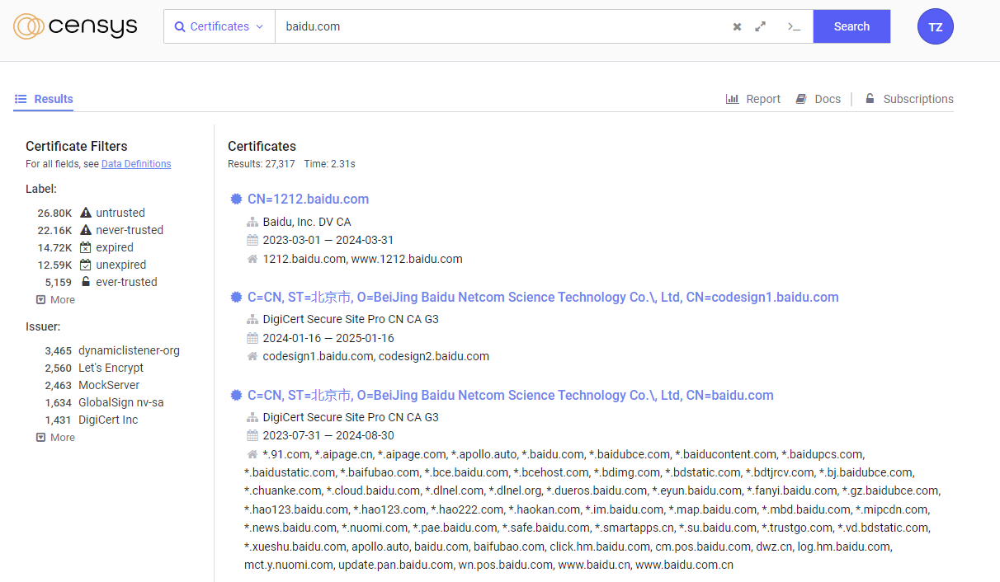 censys
Certificates
baidu.com
Search
TZ
Results
Report
Docs
Subscriptions
Certificate Filters
For all fields, see Data Definitions
Label:
26.80K untrusted
22.16K never-trusted
14.72K expired
12.59K unexpired
5,159 ever-trusted
More
Issuer:
3,465 dynamiclistener-org
2,560 Let's Encrypt
2,463 MockServer
1,634 GlobalSign nv-sa
1,431 DigiCert Inc
More
Certificates
Results: 27,317 Time: 2.31s
CN=1212.baidu.com
Baidu, Inc. DV CA
2023-03-01 — 2024-03-31
1212.baidu.com, www.1212.baidu.com
C=CN, ST=北京市, O=BeiJing Baidu Netcom Science Technology Co.\, Ltd, CN=codesign1.baidu.com
DigiCert Secure Site Pro CN CA G3
2024-01-16 — 2025-01-16
codesign1.baidu.com, codesign2.baidu.com
C=CN, ST=北京市, O=BeiJing Baidu Netcom Science Technology Co.\, Ltd, CN=baidu.com
DigiCert Secure Site Pro CN CA G3
2023-07-31 — 2024-08-30
*.91.com, *.aipage.cn, *.aipage.com, *.apollo.auto, *.baidu.com, *.baidubce.com, *.baiducontent.com, *.baidupcs.com,
*.baidustatic.com, *.baifubao.com, *.bce.baidu.com, *.bcehost.com, *.bdimg.com, *.bdstatic.com, *.bdtjrcv.com, *.bj.baidubce.com,
*.chuanke.com, *.cloud.baidu.com, *.dlnel.com, *.dlnel.org, *.dueros.baidu.com, *.eyun.baidu.com, *.fanyi.baidu.com, *.gz.baidubce.com,
*.hao123.baidu.com, *.hao123.com, *.hao222.com, *.haokan.com, *.im.baidu.com, *.map.baidu.com, *.mbd.baidu.com, *.mipcdn.com,
*.news.baidu.com, *.nuomi.com, *.pae.baidu.com, *.safe.baidu.com, *.smartapps.cn, *.su.baidu.com, *.trustgo.com, *.vd.bdstatic.com,
*.xueshu.baidu.com, apollo.auto, baidu.com, baifubao.com, click.hm.baidu.com, cm.pos.baidu.com, dwz.cn, log.hm.baidu.com,
mct.y.nuomi.com, update.pan.baidu.com, wn.pos.baidu.com, www.baidu.cn, www.baidu.com.cn